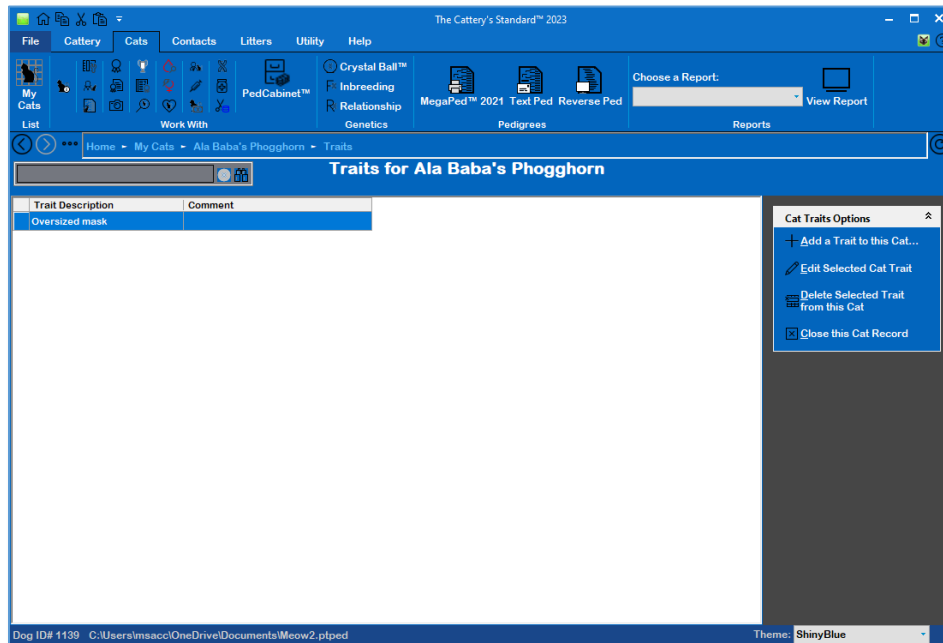 The Cattery's Standard™ 2023
File Cattery Cats Contacts Litters Utility Help
Crystal Ball™
Choose a Report:
My Cats
PedCabinet™
Inbreeding
MegaPed™ 2021 Text Ped Reverse Ped
View Report
Relationship
List Work With Genetics Pedigrees Reports
Home My Cats Ala Baba's Phogghorn Traits
Traits for Ala Baba's Phogghorn
Trait Description Comment
Oversized mask
Cat Traits Options
Add a Trait to this Cat...
Edit Selected Cat Trait
Delete Selected Trait
from this Cat
Close this Cat Record
Dog ID# 1139 C:\Users\msacc\OneDrive\Documents\Meow2.ptped Theme: ShinyBlue